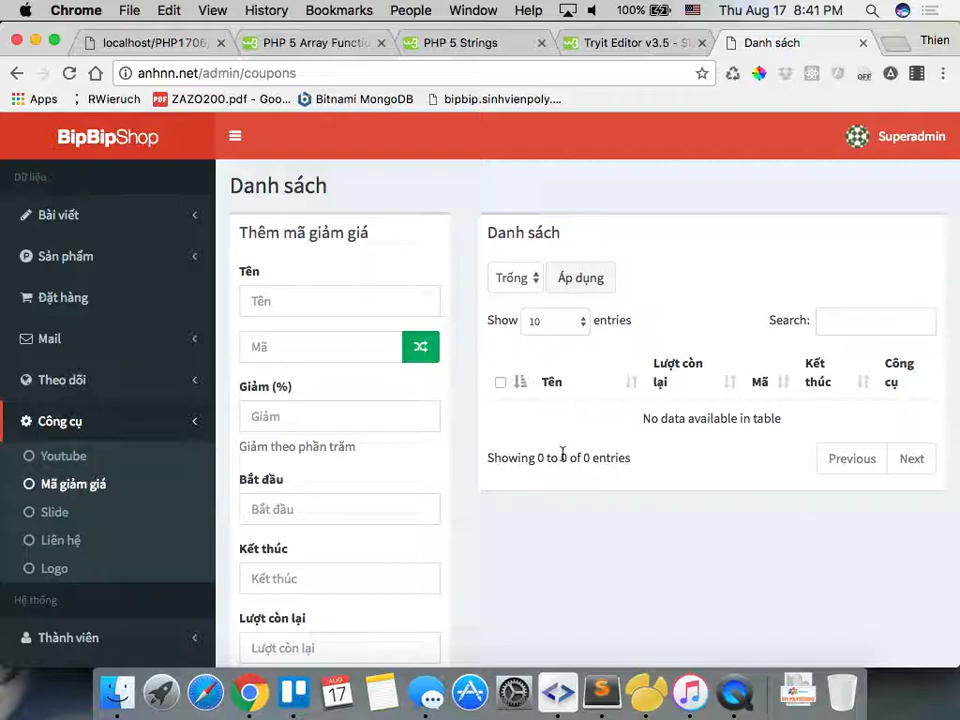 Chrome File Edit View History Bookmarks People Window Help 100% Thu Aug 17 8:41 PM
localhost/PHP1706 PHP 5 Array Functi PHP 5 Strings Tryit Editor v3.5 - S Danh sách Thien
anhnn.net/admin/coupons OFF
Apps RWieruch PDF ZAZO200.pdf - Goo... Bitnami MongoDB bipbip.sinhvienpoly....
BipBipShop Superadmin
Dữ liệu
Bài viết
Sản phẩm
Đặt hàng
Mail
Theo dõi
Công cụ
Youtube
Mã giảm giá
Slide
Liên hệ
Logo
Hệ thống
Thành viên
Danh sách
Thêm mã giảm giá
Tên
Tên
Mã
Giảm (%)
Giảm
Giảm theo phần trăm
Bắt đầu
Bắt đầu
Kết thúc
Kết thúc
Lượt còn lại
Lượt còn lại
Danh sách
Trống Áp dụng
Show 10 entries Search:
Tên Lượt còn lại Mã Kết thúc Công cụ
No data available in table
Showing 0 to 0 of 0 entries Previous Next
AUG
17